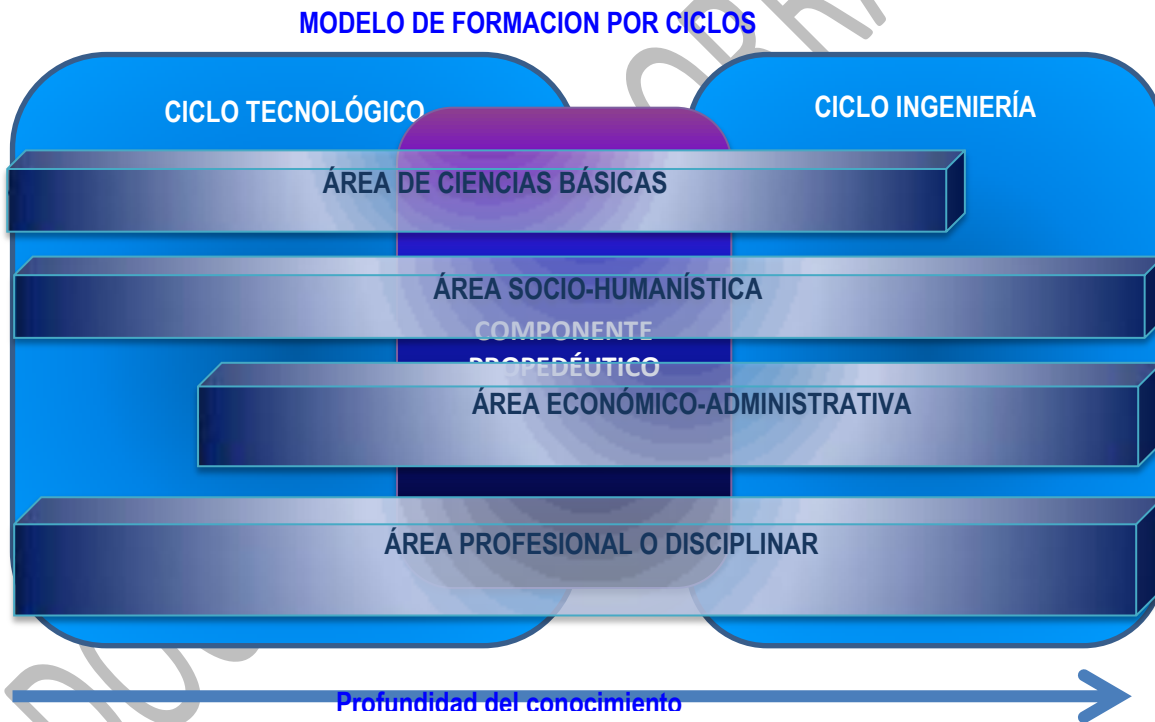 MODELO DE FORMACION POR CICLOS
CICLO TECNOLÓGICO
CICLO INGENIERÍA
ÁREA DE CIENCIAS BÁSICAS
ÁREA SOCIO-HUMANÍSTICA
COMPONENTE
PROPEDÉUTICO
ÁREA ECONÓMICO-ADMINISTRATIVA
ÁREA PROFESIONAL O DISCIPLINAR
Profundidad del conocimiento